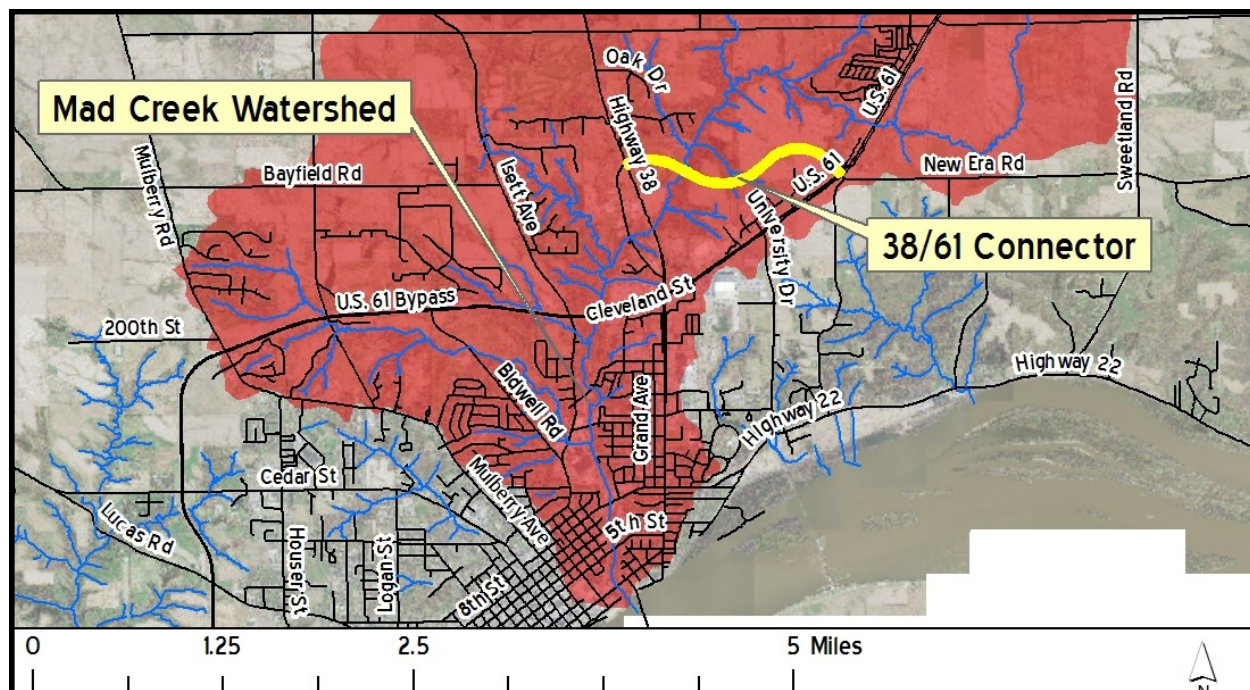 Oak Dr
U.S. 61
Mad Creek Watershed
Highway 38
Sweetland Rd
Mulberry Rd
Bayfield Rd
Isett Ave
U.S. 61
New Era Rd
University Dr
38/61 Connector
U.S. 61 Bypass
Cleveland St
200th St
Bidwell Rd
Grand Ave
Highway 22
Highway 22
Cedar St
Mulberry Ave
Lucas Rd
5th St
Houser St
Logan St
8th St
0 1.25 2.5 5 Miles
N